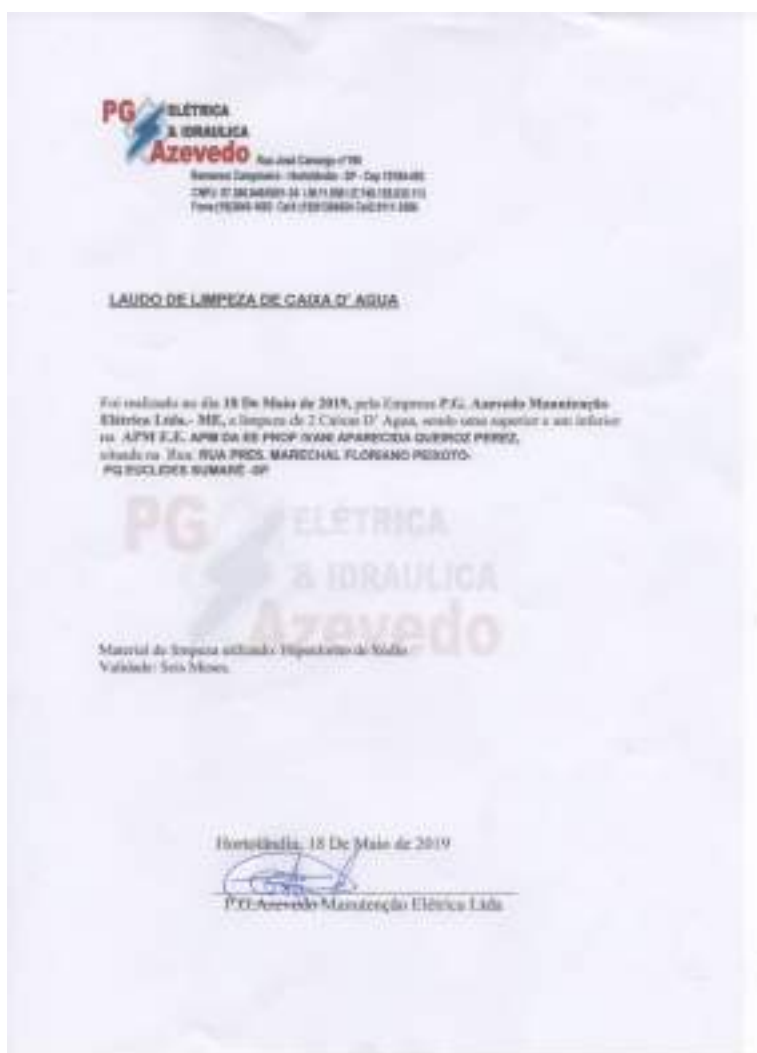 PG ELÉTRICA
& IDRAULICA
Azevedo
Hortolândia - SP - Cep
LAUDO DE LIMPEZA DE CAIXA D' AGUA
Foi realizado no dia 18 De Maio de 2019, pela Empresa P.G. Azevedo Manutenção
Elétrica Ltda.- ME, a limpeza de 2 Caixas D' Agua, sendo uma superior e um inferior
na APM E.E. APM DA EE PROF IVANI APARECIDA QUEIROZ PEREZ,
situada na Rua: RUA PRES. MARECHAL FLORIANO PEIXOTO-
PQ EUCLIDES SUMARÉ -SP
PG ELÉTRICA
& IDRAULICA
Azevedo
Material de limpeza utilizado: Hipoclorito de Sódio
Validade: Seis Meses.
Hortolândia, 18 De Maio de 2019
P.G.Azevedo Manutenção Elétrica Ltda